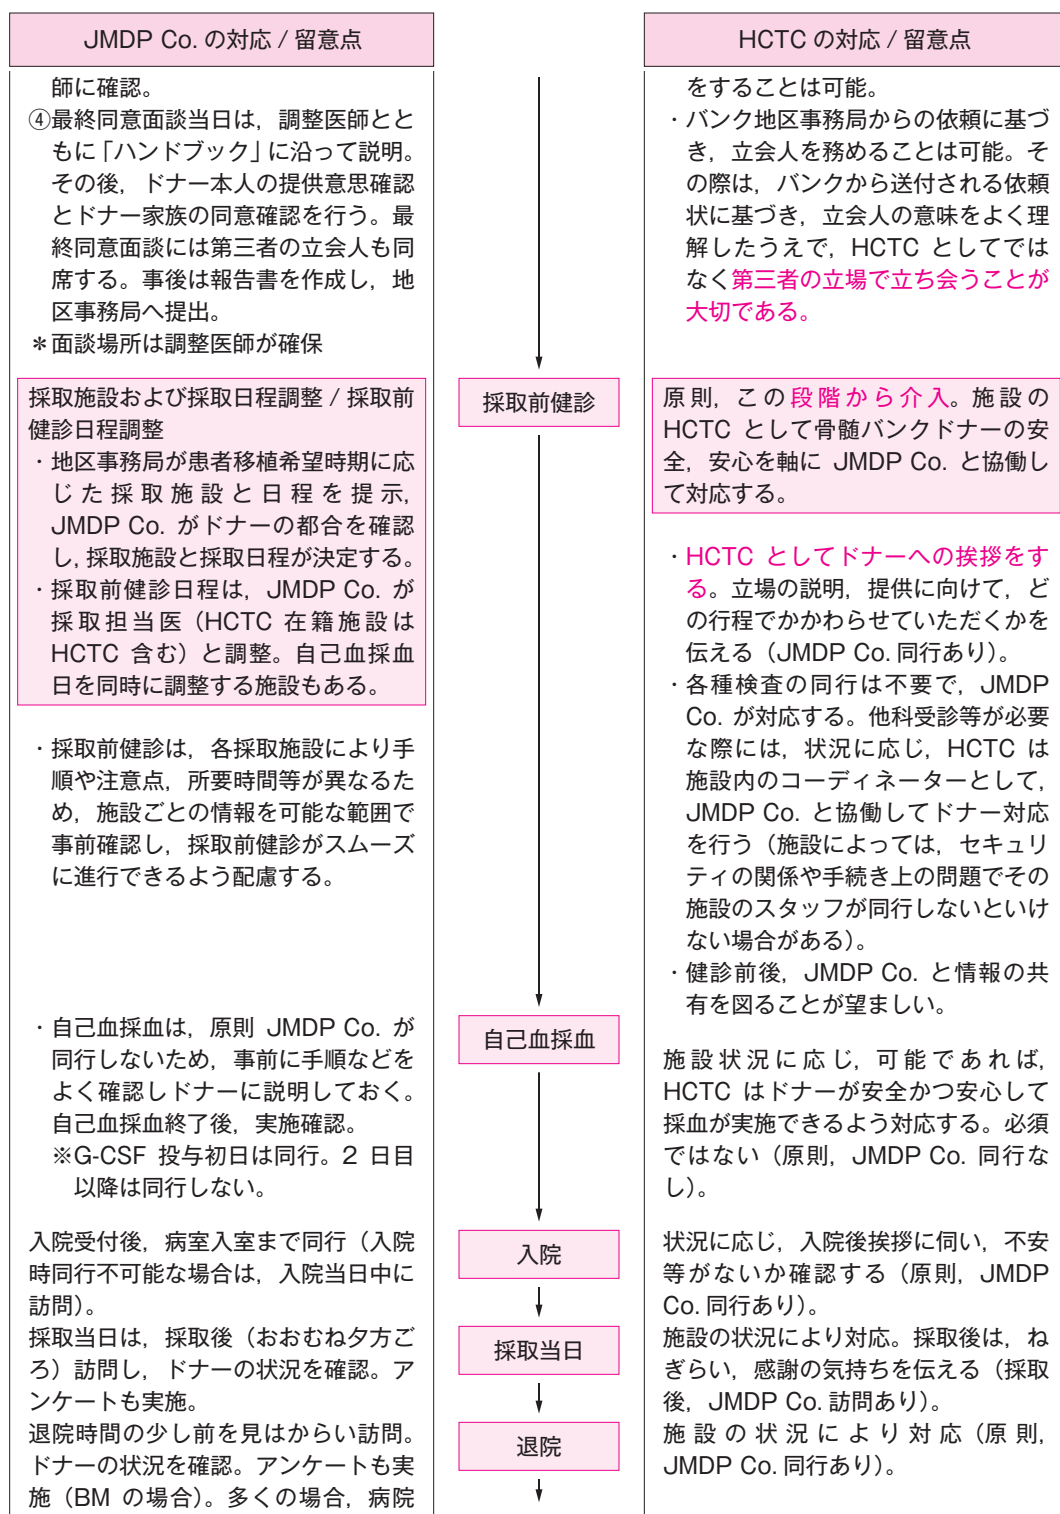 JMDP Co. の対応 / 留意点
師に確認。
④最終同意面談当日は，調整医師とと
もに「ハンドブック」に沿って説明。
その後，ドナー本人の提供意思確認
とドナー家族の同意確認を行う。最
終同意面談には第三者の立会人も同
席する。事後は報告書を作成し，地
区事務局へ提出。
＊面談場所は調整医師が確保
採取施設および採取日程調整 / 採取前
健診日程調整
・地区事務局が患者移植希望時期に応
じた採取施設と日程を提示，
JMDP Co. がドナーの都合を確認
し，採取施設と採取日程が決定する。
・採取前健診日程は，JMDP Co. が
採取担当医（HCTC 在籍施設は
HCTC 含む）と調整。自己血採血
日を同時に調整する施設もある。
・採取前健診は，各採取施設により手
順や注意点，所要時間等が異なるた
め，施設ごとの情報を可能な範囲で
事前確認し，採取前健診がスムーズ
に進行できるよう配慮する。
・自己血採血は，原則 JMDP Co. が
同行しないため，事前に手順などを
よく確認しドナーに説明しておく。
自己血採血終了後，実施確認。
※G-CSF 投与初日は同行。2 日目
以降は同行しない。
入院受付後，病室入室まで同行（入院
時同行不可能な場合は，入院当日中に
訪問）。
採取当日は，採取後（おおむね夕方ご
ろ）訪問し，ドナーの状況を確認。ア
ンケートも実施。
退院時間の少し前を見はからい訪問。
ドナーの状況を確認。アンケートも実
施（BM の場合）。多くの場合，病院
採取前健診
自己血採血
入院
採取当日
退院
HCTC の対応 / 留意点
をすることは可能。
・バンク地区事務局からの依頼に基づ
き，立会人を務めることは可能。そ
の際は，バンクから送付される依頼
状に基づき，立会人の意味をよく理
解したうえで，HCTC としてでは
なく第三者の立場で立ち会うことが
大切である。
原則，この段階から介入。施設の
HCTC として骨髄バンクドナーの安
全，安心を軸に JMDP Co. と協働し
て対応する。
・HCTC としてドナーへの挨拶をす
る。立場の説明，提供に向けて，ど
の行程でかかわらせていただくかを
伝える（JMDP Co. 同行あり）。
・各種検査の同行は不要で，JMDP
Co. が対応する。他科受診等が必要
な際には，状況に応じ，HCTC は
施設内のコーディネーターとして，
JMDP Co. と協働してドナー対応
を行う（施設によっては，セキュリ
ティの関係や手続き上の問題でその
施設のスタッフが同行しないといけ
ない場合がある）。
・健診前後，JMDP Co. と情報の共
有を図ることが望ましい。
施設状況に応じ，可能であれば，
HCTC はドナーが安全かつ安心して
採血が実施できるよう対応する。必須
ではない（原則，JMDP Co. 同行な
し）。
状況に応じ，入院後挨拶に伺い，不安
等がないか確認する（原則，JMDP
Co. 同行あり）。
施設の状況により対応。採取後は，ね
ぎらい，感謝の気持ちを伝える（採取
後，JMDP Co. 訪問あり）。
施設の状況により対応（原則，
JMDP Co. 同行あり）。